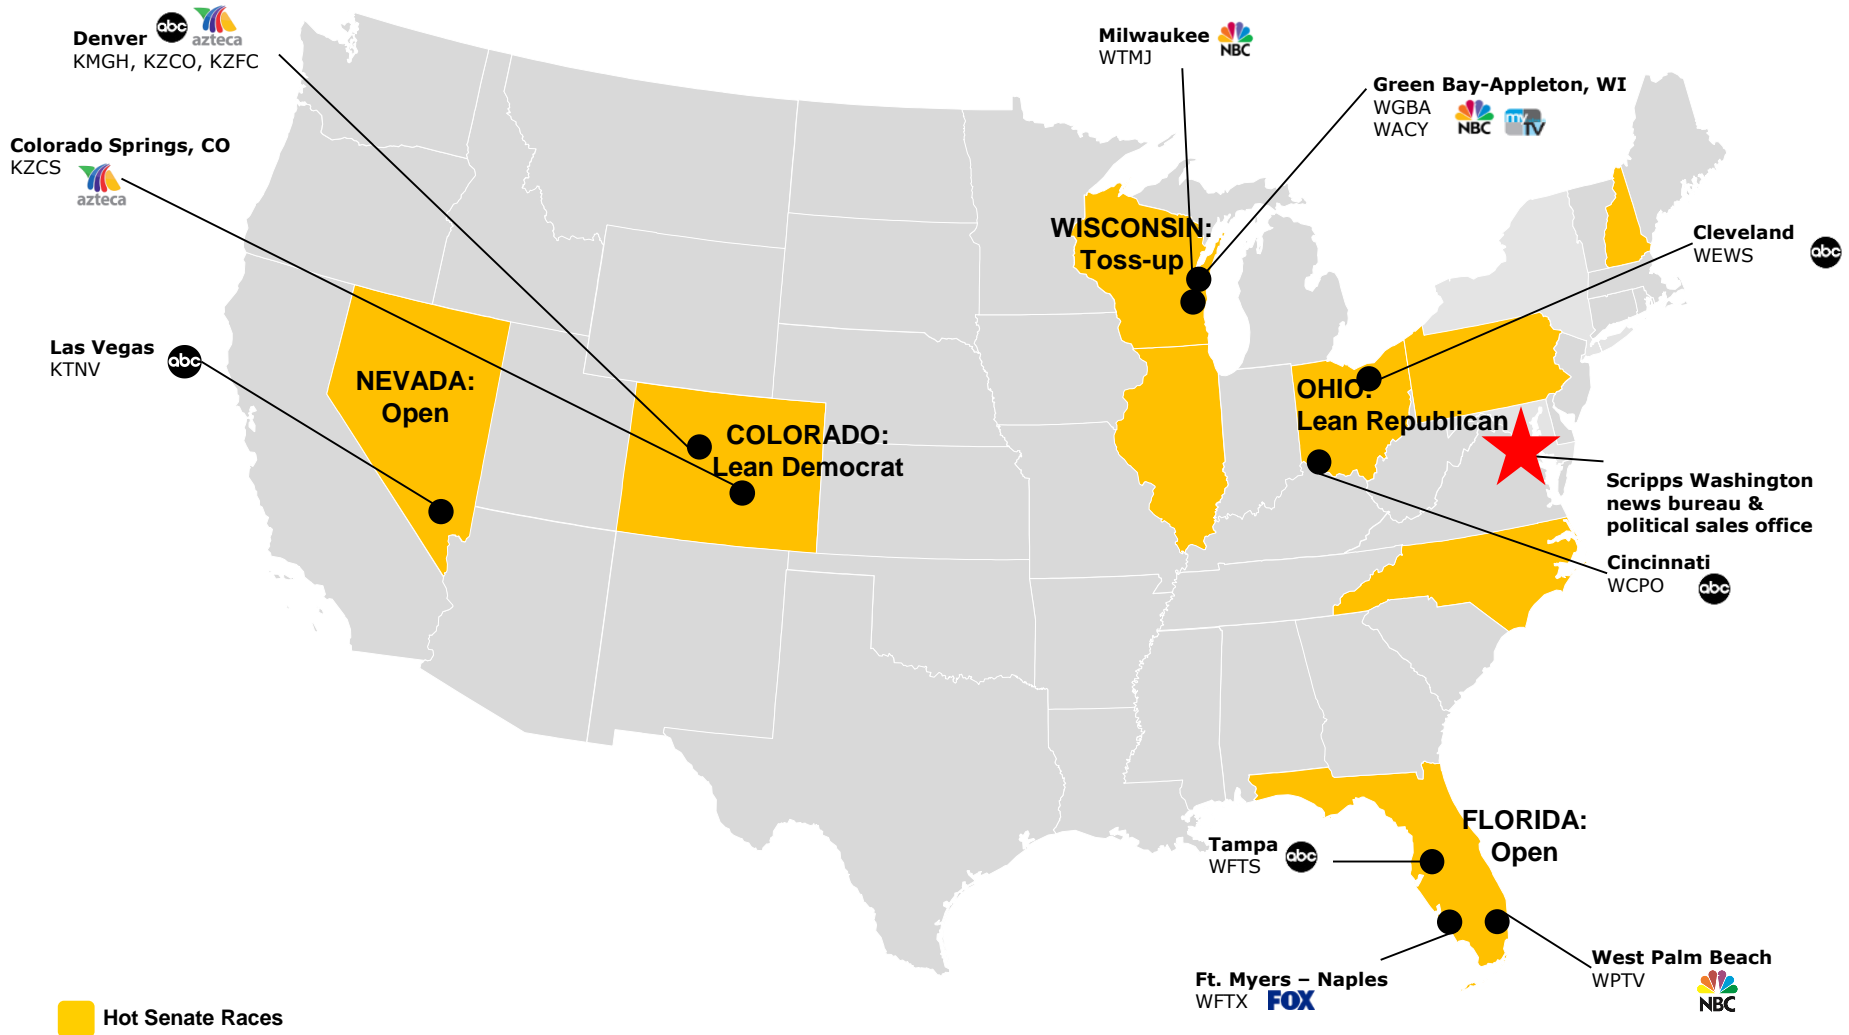 Denver abc azteca
KMGH, KZCO, KZFC
Colorado Springs, CO
KZCS
azteca
Las Vegas
KTNV abc
Milwaukee
WTMJ NBC
Green Bay-Appleton, WI
WGBA
WACY NBC myTV
Cleveland
WEWS abc
WISCONSIN:
Toss-up
NEVADA:
Open
COLORADO:
Lean Democrat
OHIO:
Lean Republican
Scripps Washington
news bureau &
political sales office
Cincinnati
WCPO abc
FLORIDA:
Open
Tampa
WFTS abc
Ft. Myers – Naples
WFTX FOX
West Palm Beach
WPTV
NBC
Hot Senate Races